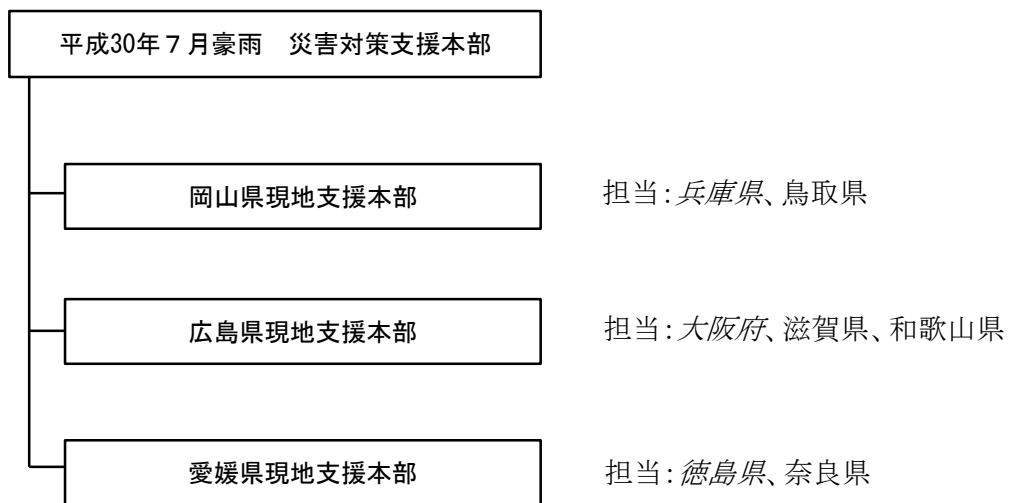 平成30年７月豪雨　災害対策支援本部
岡山県現地支援本部　担当：兵庫県、鳥取県
広島県現地支援本部　担当：大阪府、滋賀県、和歌山県
愛媛県現地支援本部　担当：徳島県、奈良県